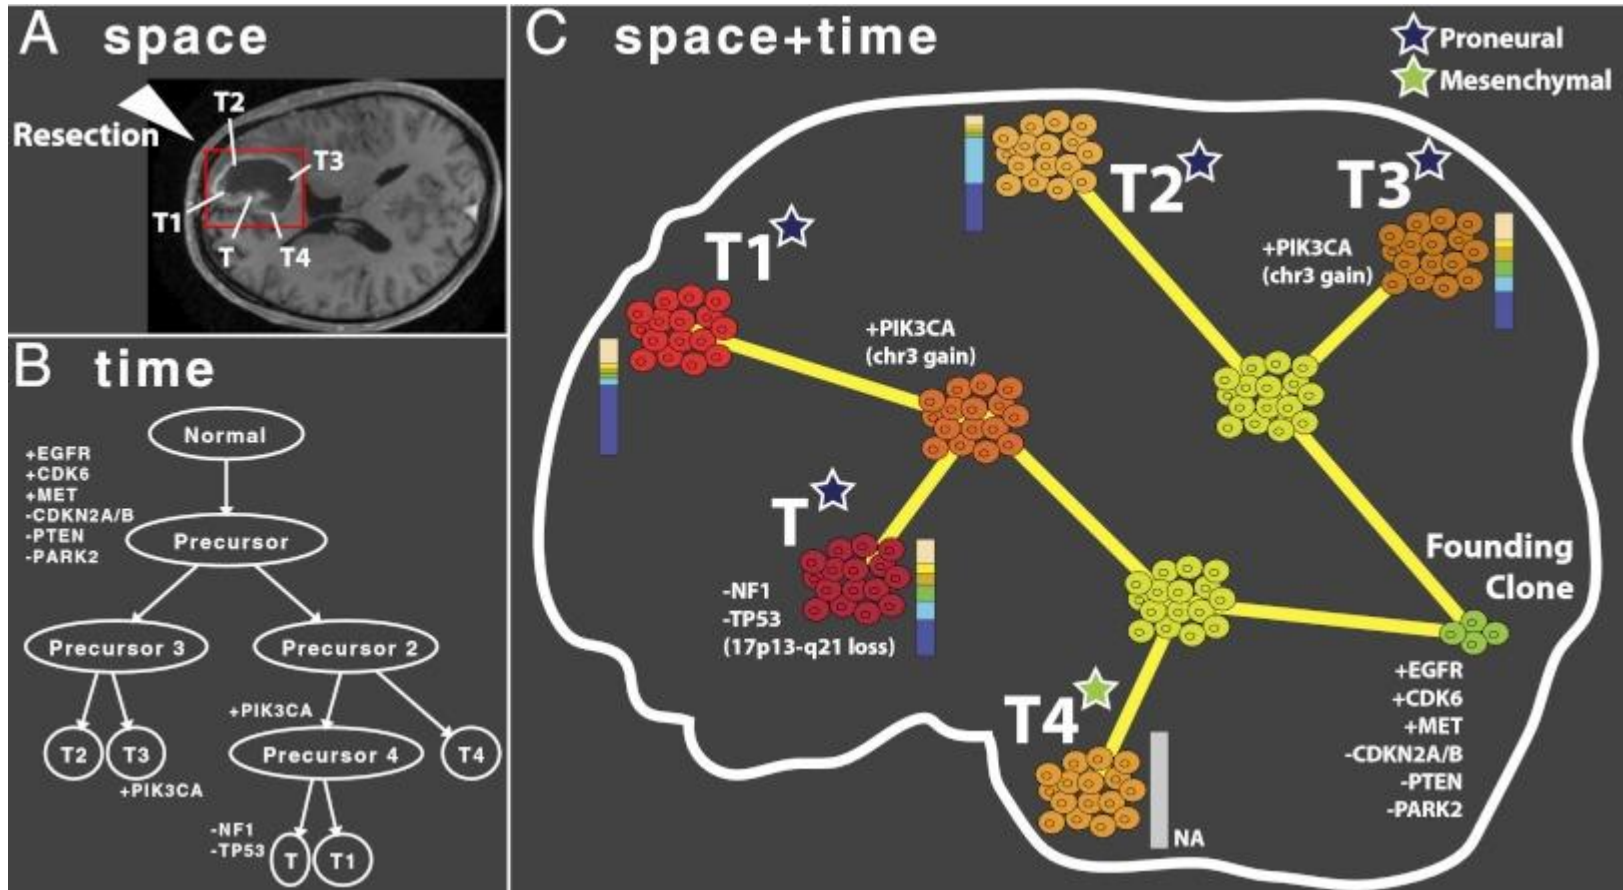 A space
Resection
T2
T3
T1
T
T4
B time
Normal
+EGFR
+CDK6
+MET
-CDKN2A/B
-PTEN
-PARK2
Precursor
Precursor 3
Precursor 2
+PIK3CA
T2
T3
Precursor 4
T4
+PIK3CA
-NF1
-TP53
T
T1
C space+time
Proneural
Mesenchymal
T2
T3
T1
+PIK3CA
(chr3 gain)
+PIK3CA
(chr3 gain)
T
-NF1
-TP53
(17p13-q21 loss)
Founding
Clone
T4
+EGFR
+CDK6
+MET
-CDKN2A/B
-PTEN
-PARK2
NA